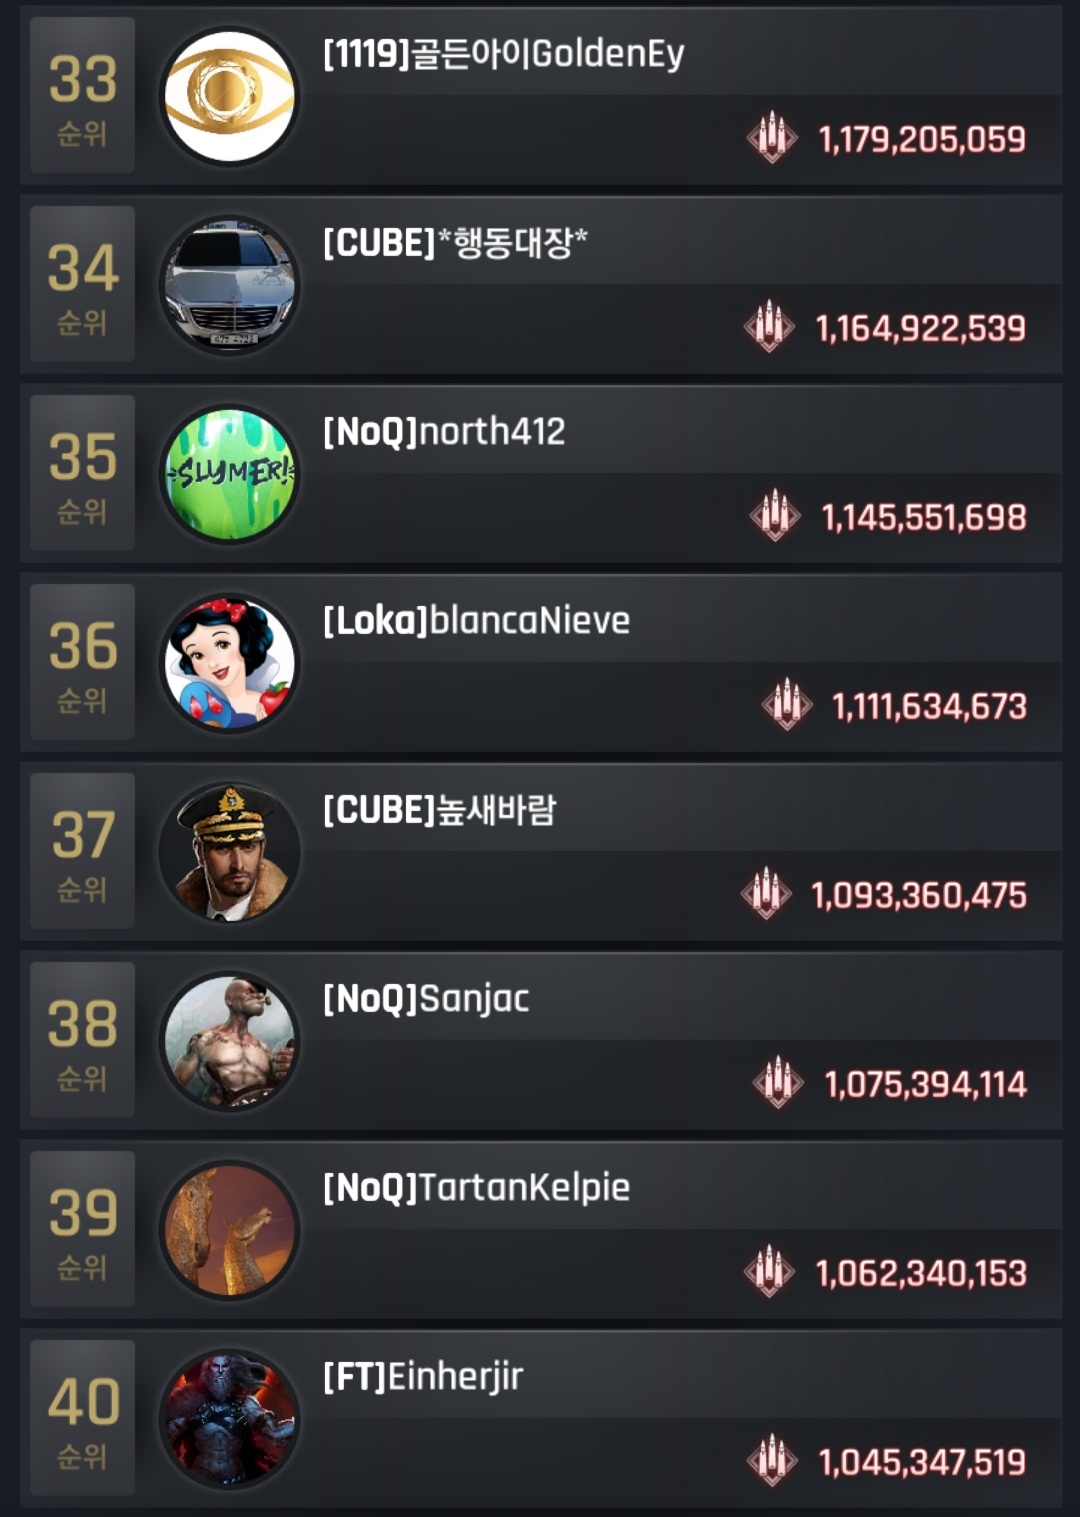 33
순위
[1119]골든아이GoldenEy
1,179,205,059
34
순위
[CUBE]*행동대장*
1,164,922,539
35
순위
SLYMER!
[NoQ]north412
1,145,551,698
36
순위
[Loka]blancaNieve
1,111,634,673
37
순위
[CUBE]높새바람
1,093,360,475
38
순위
[NoQ]Sanjac
1,075,394,114
39
순위
[NoQ]TartanKelpie
1,062,340,153
40
순위
[FT]Einherjir
1,045,347,519